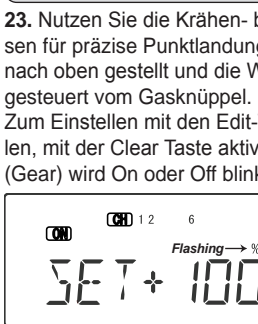 23. Nutzen Sie die Krähen-
sen für präzise Punktlandung
nach oben gestellt und die
gesteuert vom Gasknüppel.
Zum Einstellen mit den Edit-
len, mit der Clear Taste aktiv
(Gear) wird On oder Off blink
CH 1 2 6
ON
Flashing→ %
SET+ 100